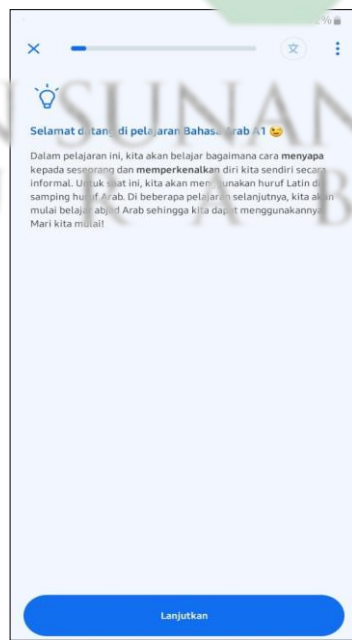 %
文
Selamat datang di pelajaran Bahasa Arab A1 😉
Dalam pelajaran ini, kita akan belajar bagaimana cara menyapa
kepada seseorang dan memperkenalkan diri kita sendiri secara
informal. Untuk saat ini, kita akan menggunakan huruf Latin di
samping huruf Arab. Di beberapa pelajaran selanjutnya, kita akan
mulai belajar abjad Arab sehingga kita dapat menggunakannya.
Mari kita mulai!
Lanjutkan
N SUNAN
R A B